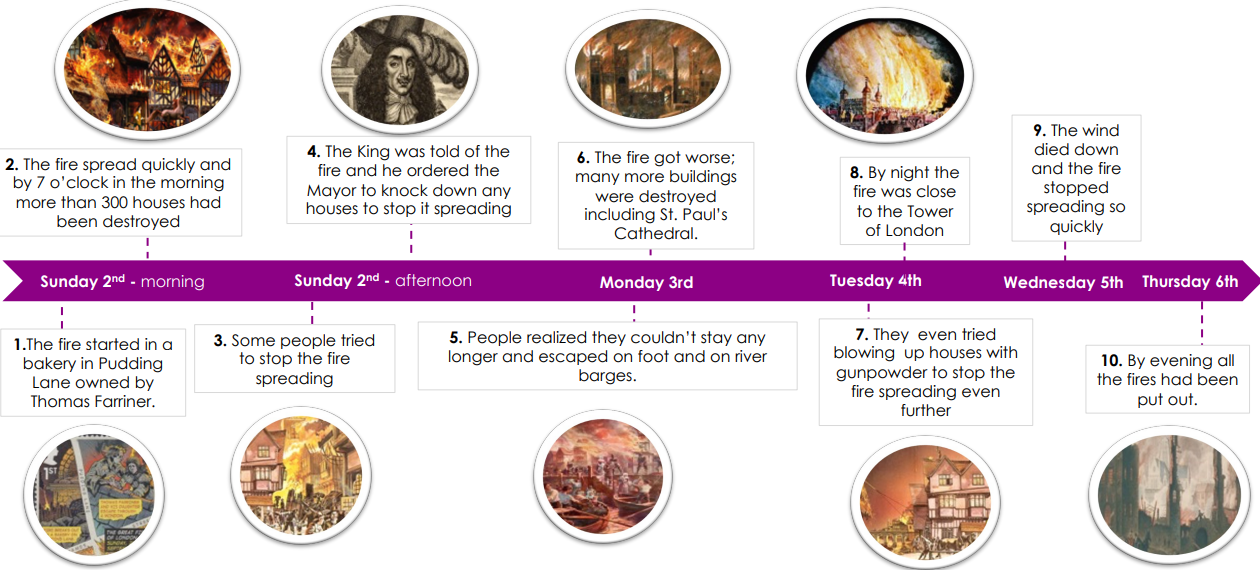 2. The fire spread quickly and
by 7 o'clock in the morning
more than 300 houses had
been destroyed
4. The King was told of the
fire and he ordered the
Mayor to knock down any
houses to stop it spreading
6. The fire got worse;
many more buildings
were destroyed
including St. Paul's
Cathedral.
8. By night the
fire was close
to the Tower
of London
9. The wind
died down
and the fire
stopped
spreading so
quickly
Sunday 2nd - morning
Sunday 2nd - afternoon
Monday 3rd
Tuesday 4th
Wednesday 5th
Thursday 6th
1.The fire started in a
bakery in Pudding
Lane owned by
Thomas Farriner.
3. Some people tried
to stop the fire
spreading
5. People realized they couldn't stay any
longer and escaped on foot and on river
barges.
7. They even tried
blowing up houses with
gunpowder to stop the
fire spreading even
further
10. By evening all
the fires had been
put out.
1ST
THE GREAT FI
OF LONDON